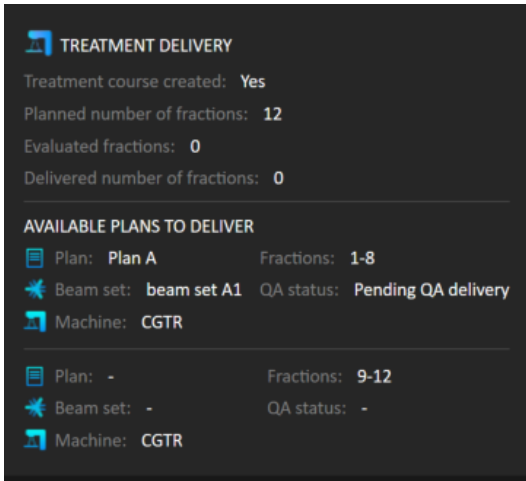 TREATMENT DELIVERY
Treatment course created: Yes
Planned number of fractions: 12
Evaluated fractions: 0
Delivered number of fractions: 0
AVAILABLE PLANS TO DELIVER
Plan: Plan A Fractions: 1-8
Beam set: beam set A1 QA status: Pending QA delivery
Machine: CGTR
Plan: - Fractions: 9-12
Beam set: - QA status: -
Machine: CGTR